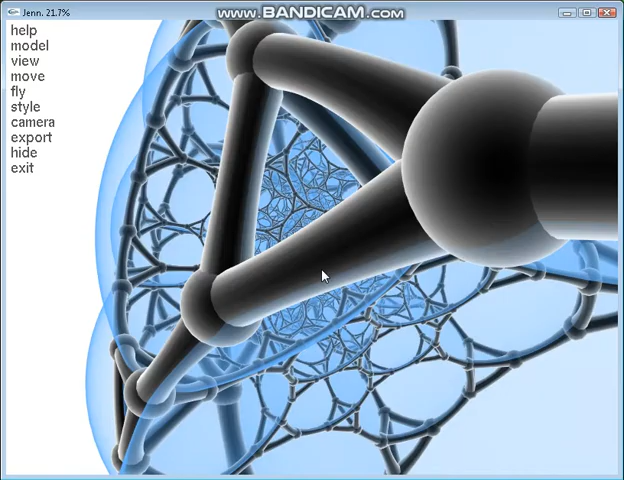 Jenn. 21.7%
www.BANDICAM.com
help
model
view
move
fly
style
camera
export
hide
exit